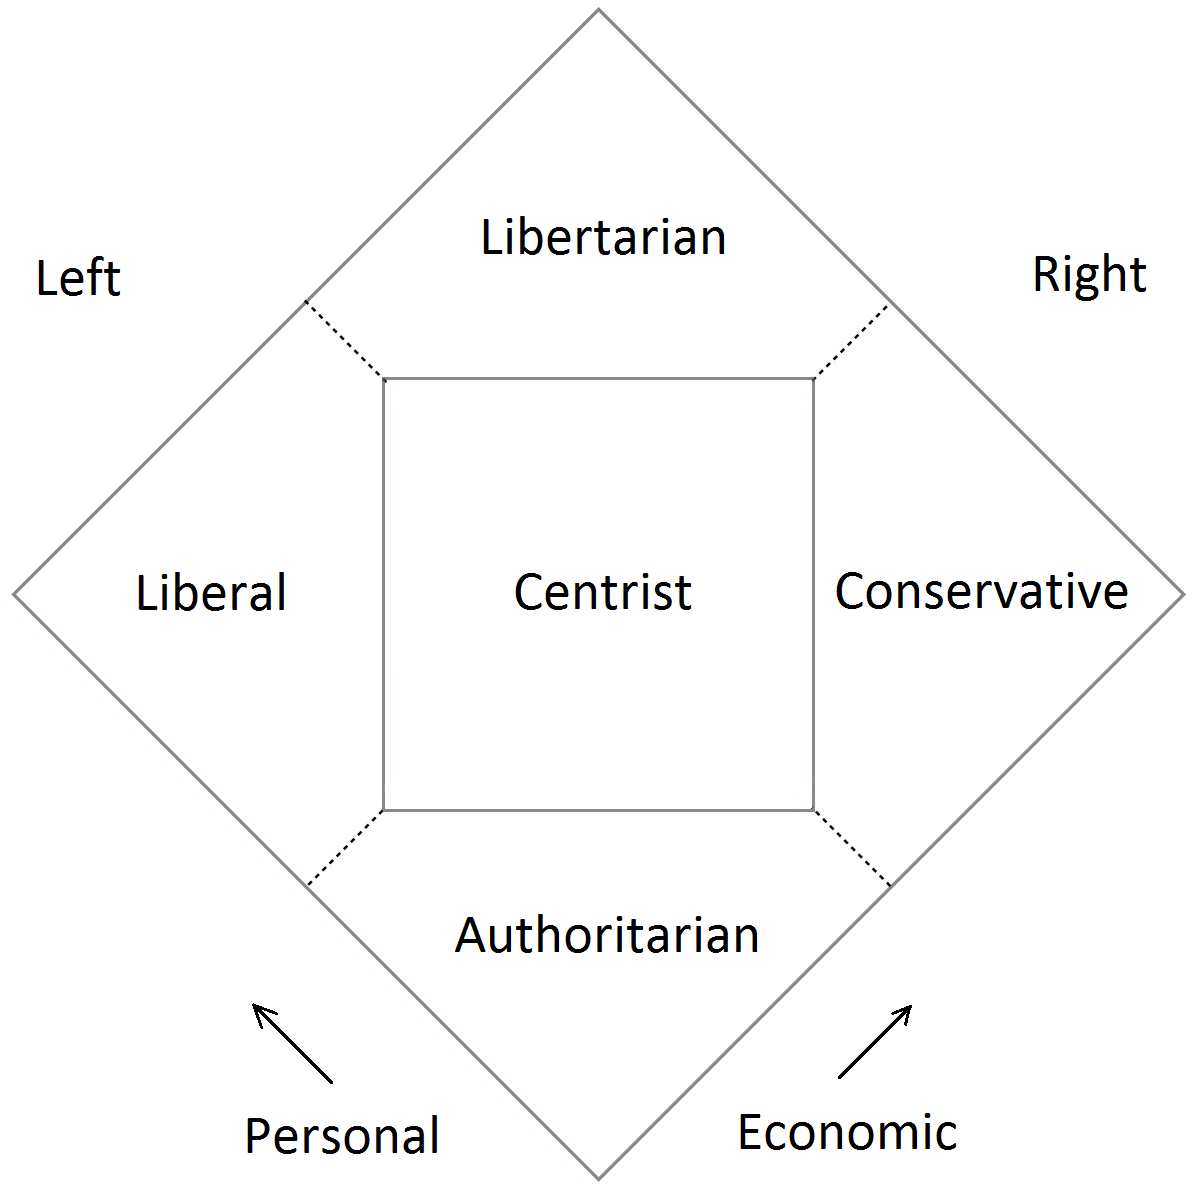 Libertarian
Left
Right
Liberal
Centrist
Conservative
Authoritarian
Personal
Economic